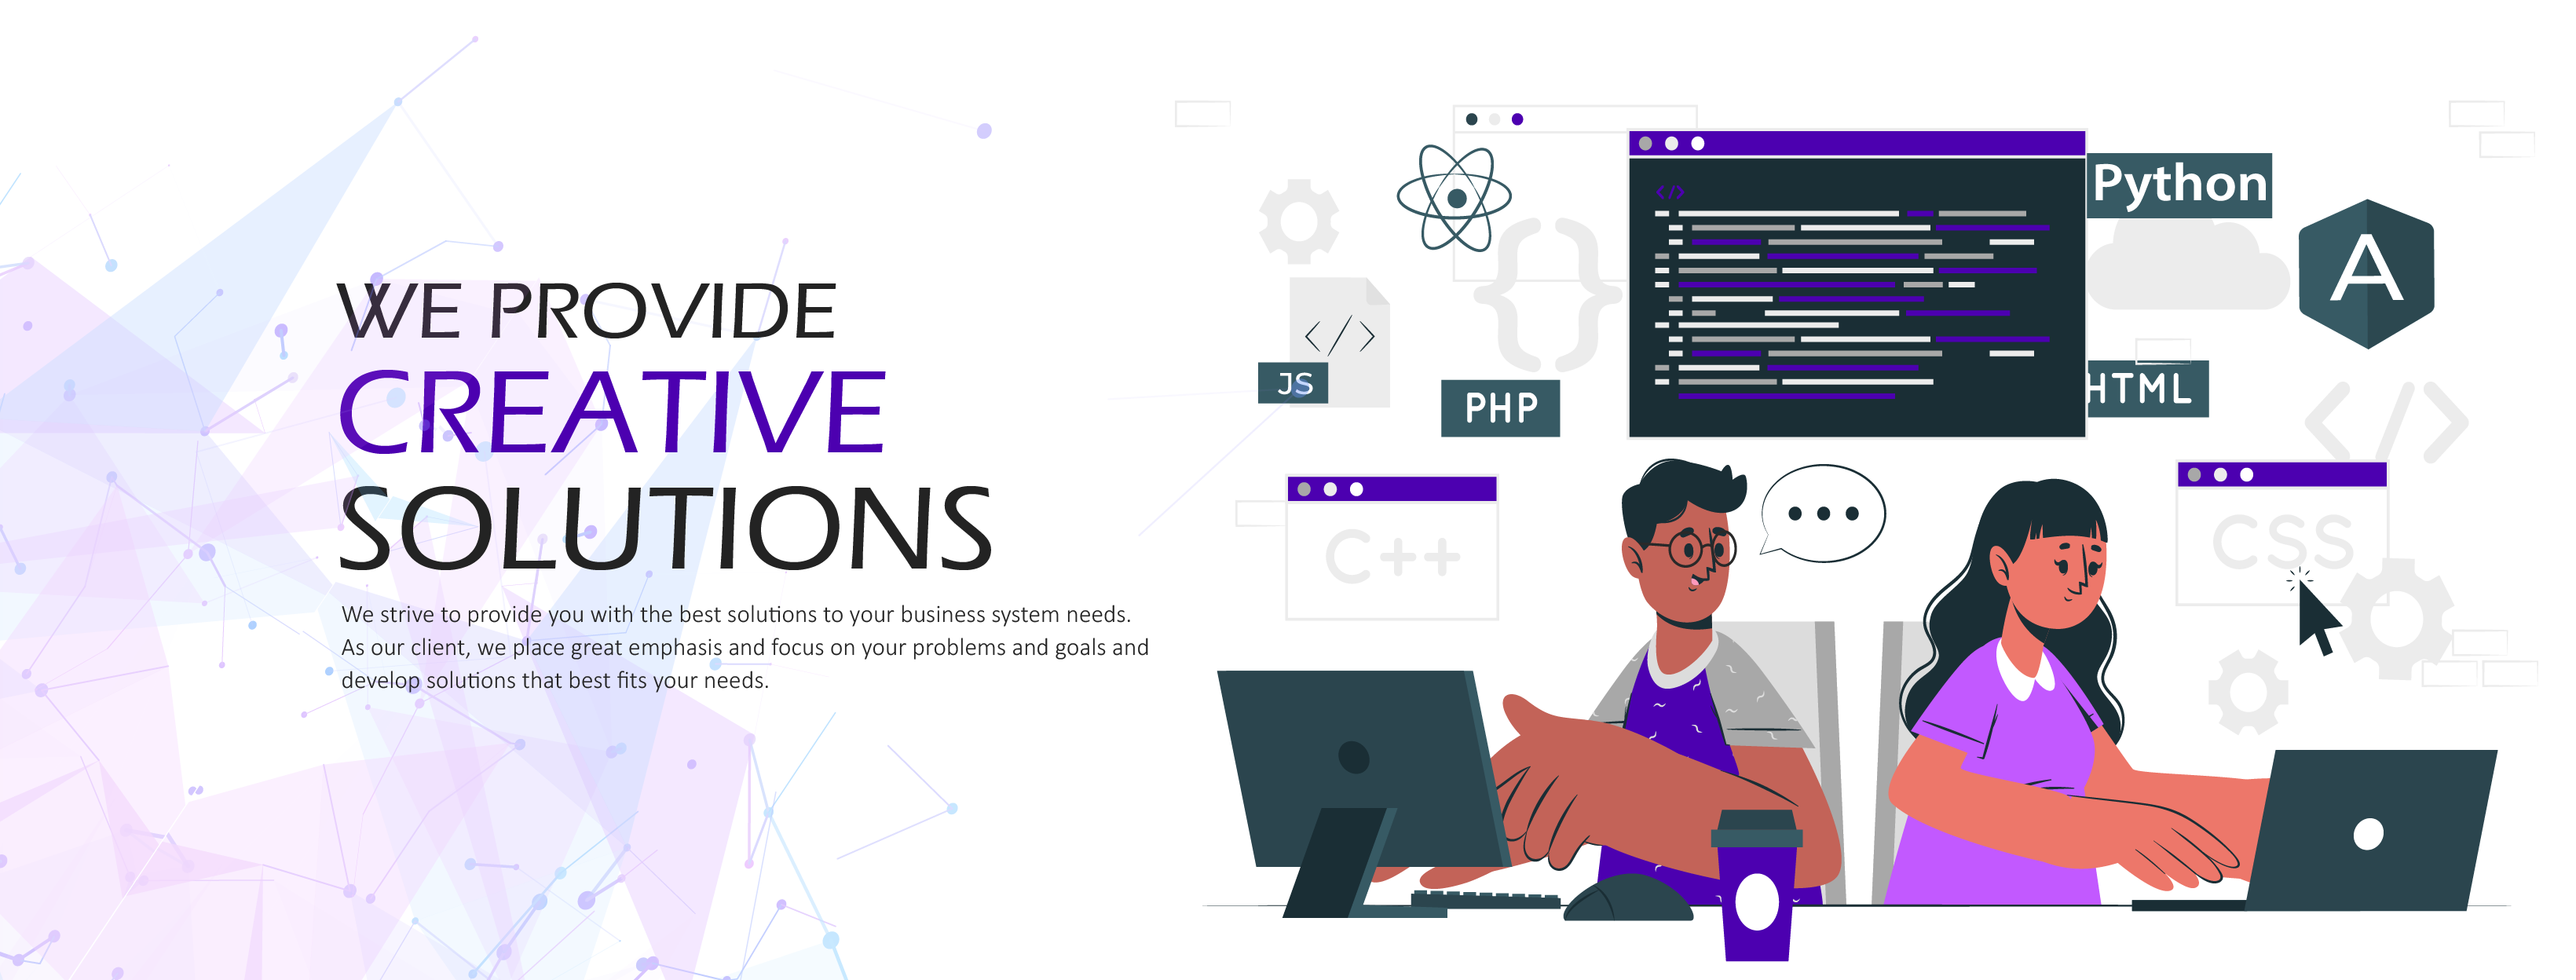 WE PROVIDE
CREATIVE
SOLUTIONS
We strive to provide you with the best solutions to your business system needs.
As our client, we place great emphasis and focus on your problems and goals and
develop solutions that best fits your needs.
Python
A
</>
</>
JS
PHP
HTML
C++
CSS